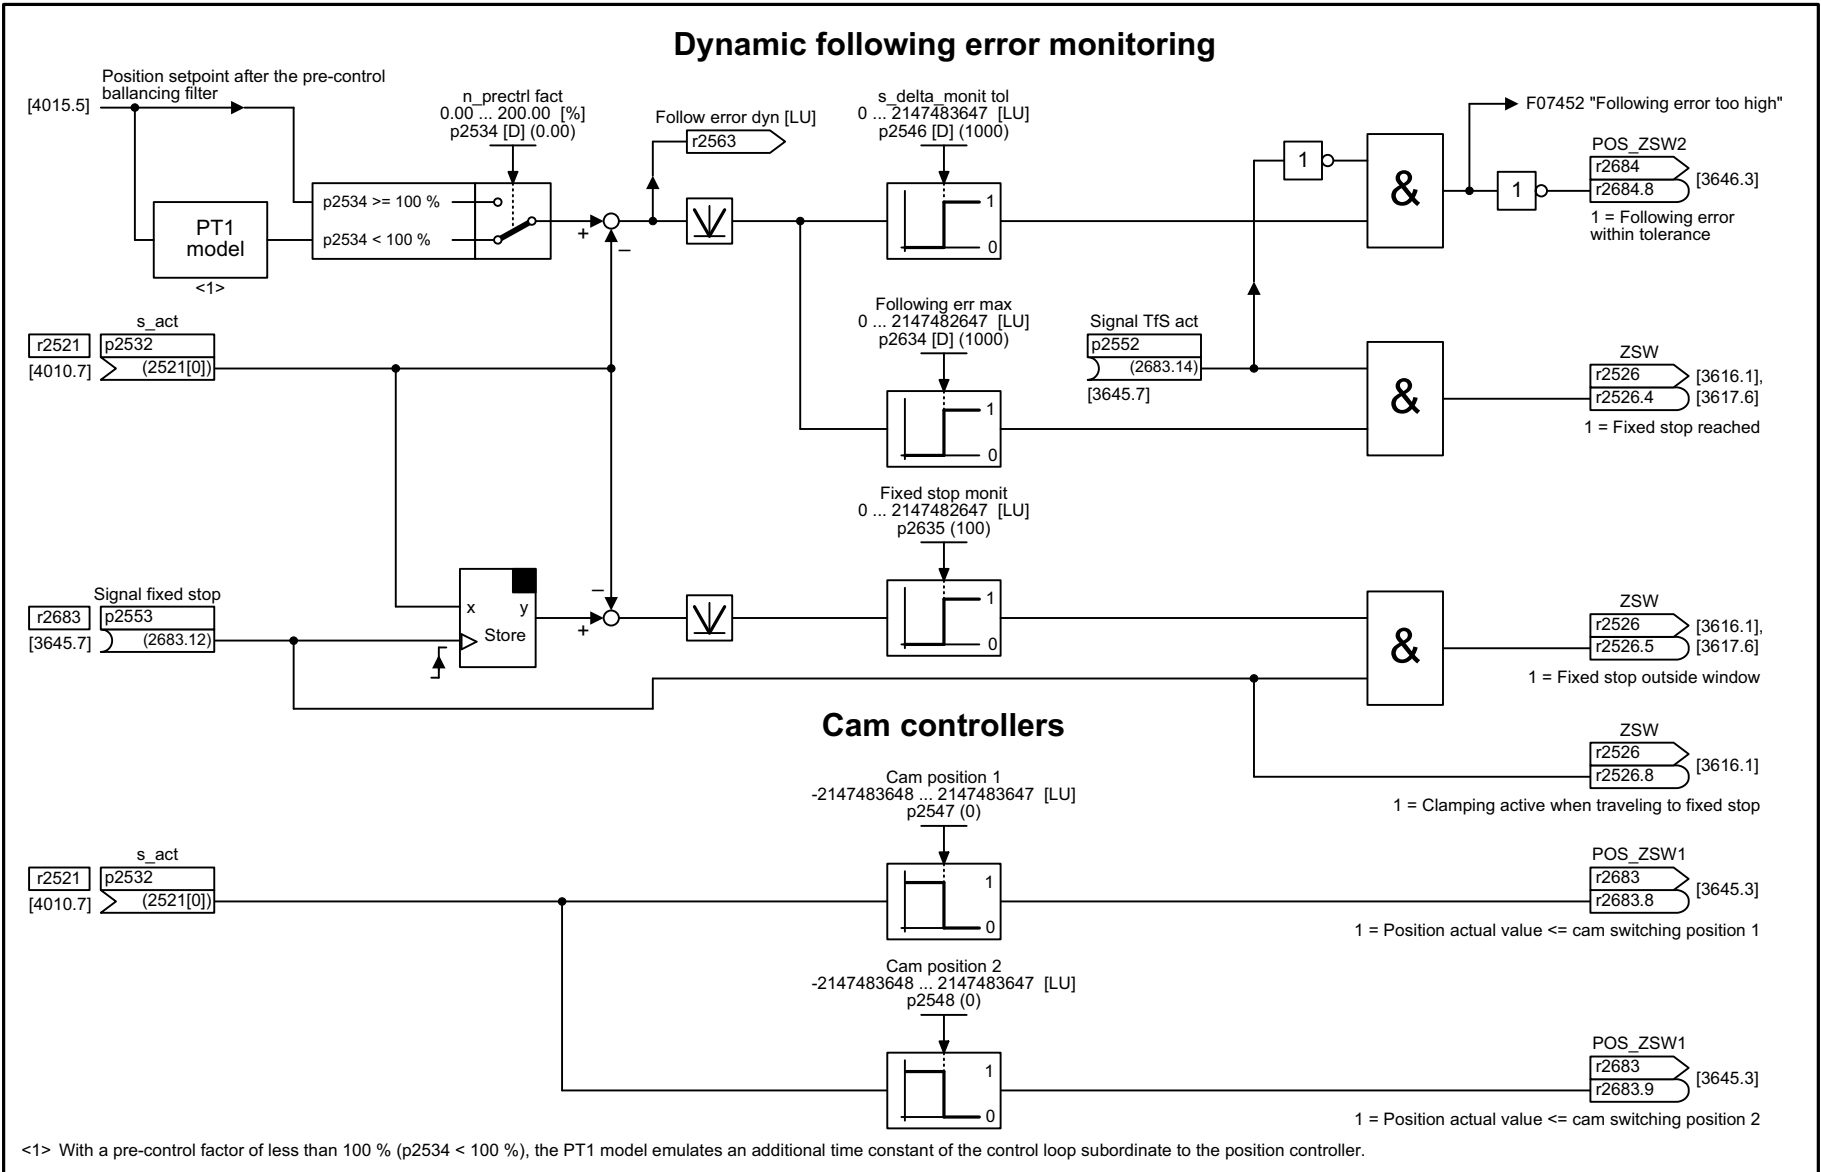 Dynamic following error monitoring
Position setpoint after the pre-control
ballancing filter
[4015.5]
n_prectrl fact
0.00 ... 200.00 [%]
p2534 [D] (0.00)
Follow error dyn [LU]
r2563
s_delta_monit tol
0 ... 2147483647 [LU]
p2546 [D] (1000)
F07452 "Following error too high"
POS_ZSW2
r2684
r2684.8
[3646.3]
1 = Following error
within tolerance
1
&
1
p2534 >= 100 %
p2534 < 100 %
PT1
model
<1>
+
–
1
0
s_act
r2521
p2532
[4010.7]
(2521[0])
Following err max
0 ... 2147482647 [LU]
p2634 [D] (1000)
1
0
Signal TfS act
p2552
(2683.14)
[3645.7]
&
ZSW
r2526
r2526.4
[3616.1],
[3617.6]
1 = Fixed stop reached
Fixed stop monit
0 ... 2147482647 [LU]
p2635 (100)
1
0
Signal fixed stop
r2683
p2553
[3645.7]
(2683.12)
x
y
Store
–
+
&
ZSW
r2526
r2526.5
[3616.1],
[3617.6]
1 = Fixed stop outside window
ZSW
r2526
r2526.8
[3616.1]
1 = Clamping active when traveling to fixed stop
Cam controllers
Cam position 1
-2147483648 ... 2147483647 [LU]
p2547 (0)
s_act
r2521
p2532
[4010.7]
(2521[0])
1
0
POS_ZSW1
r2683
r2683.8
[3645.3]
1 = Position actual value <= cam switching position 1
Cam position 2
-2147483648 ... 2147483647 [LU]
p2548 (0)
1
0
POS_ZSW1
r2683
r2683.9
[3645.3]
1 = Position actual value <= cam switching position 2
<1> With a pre-control factor of less than 100 % (p2534 < 100 %), the PT1 model emulates an additional time constant of the control loop subordinate to the position controller.